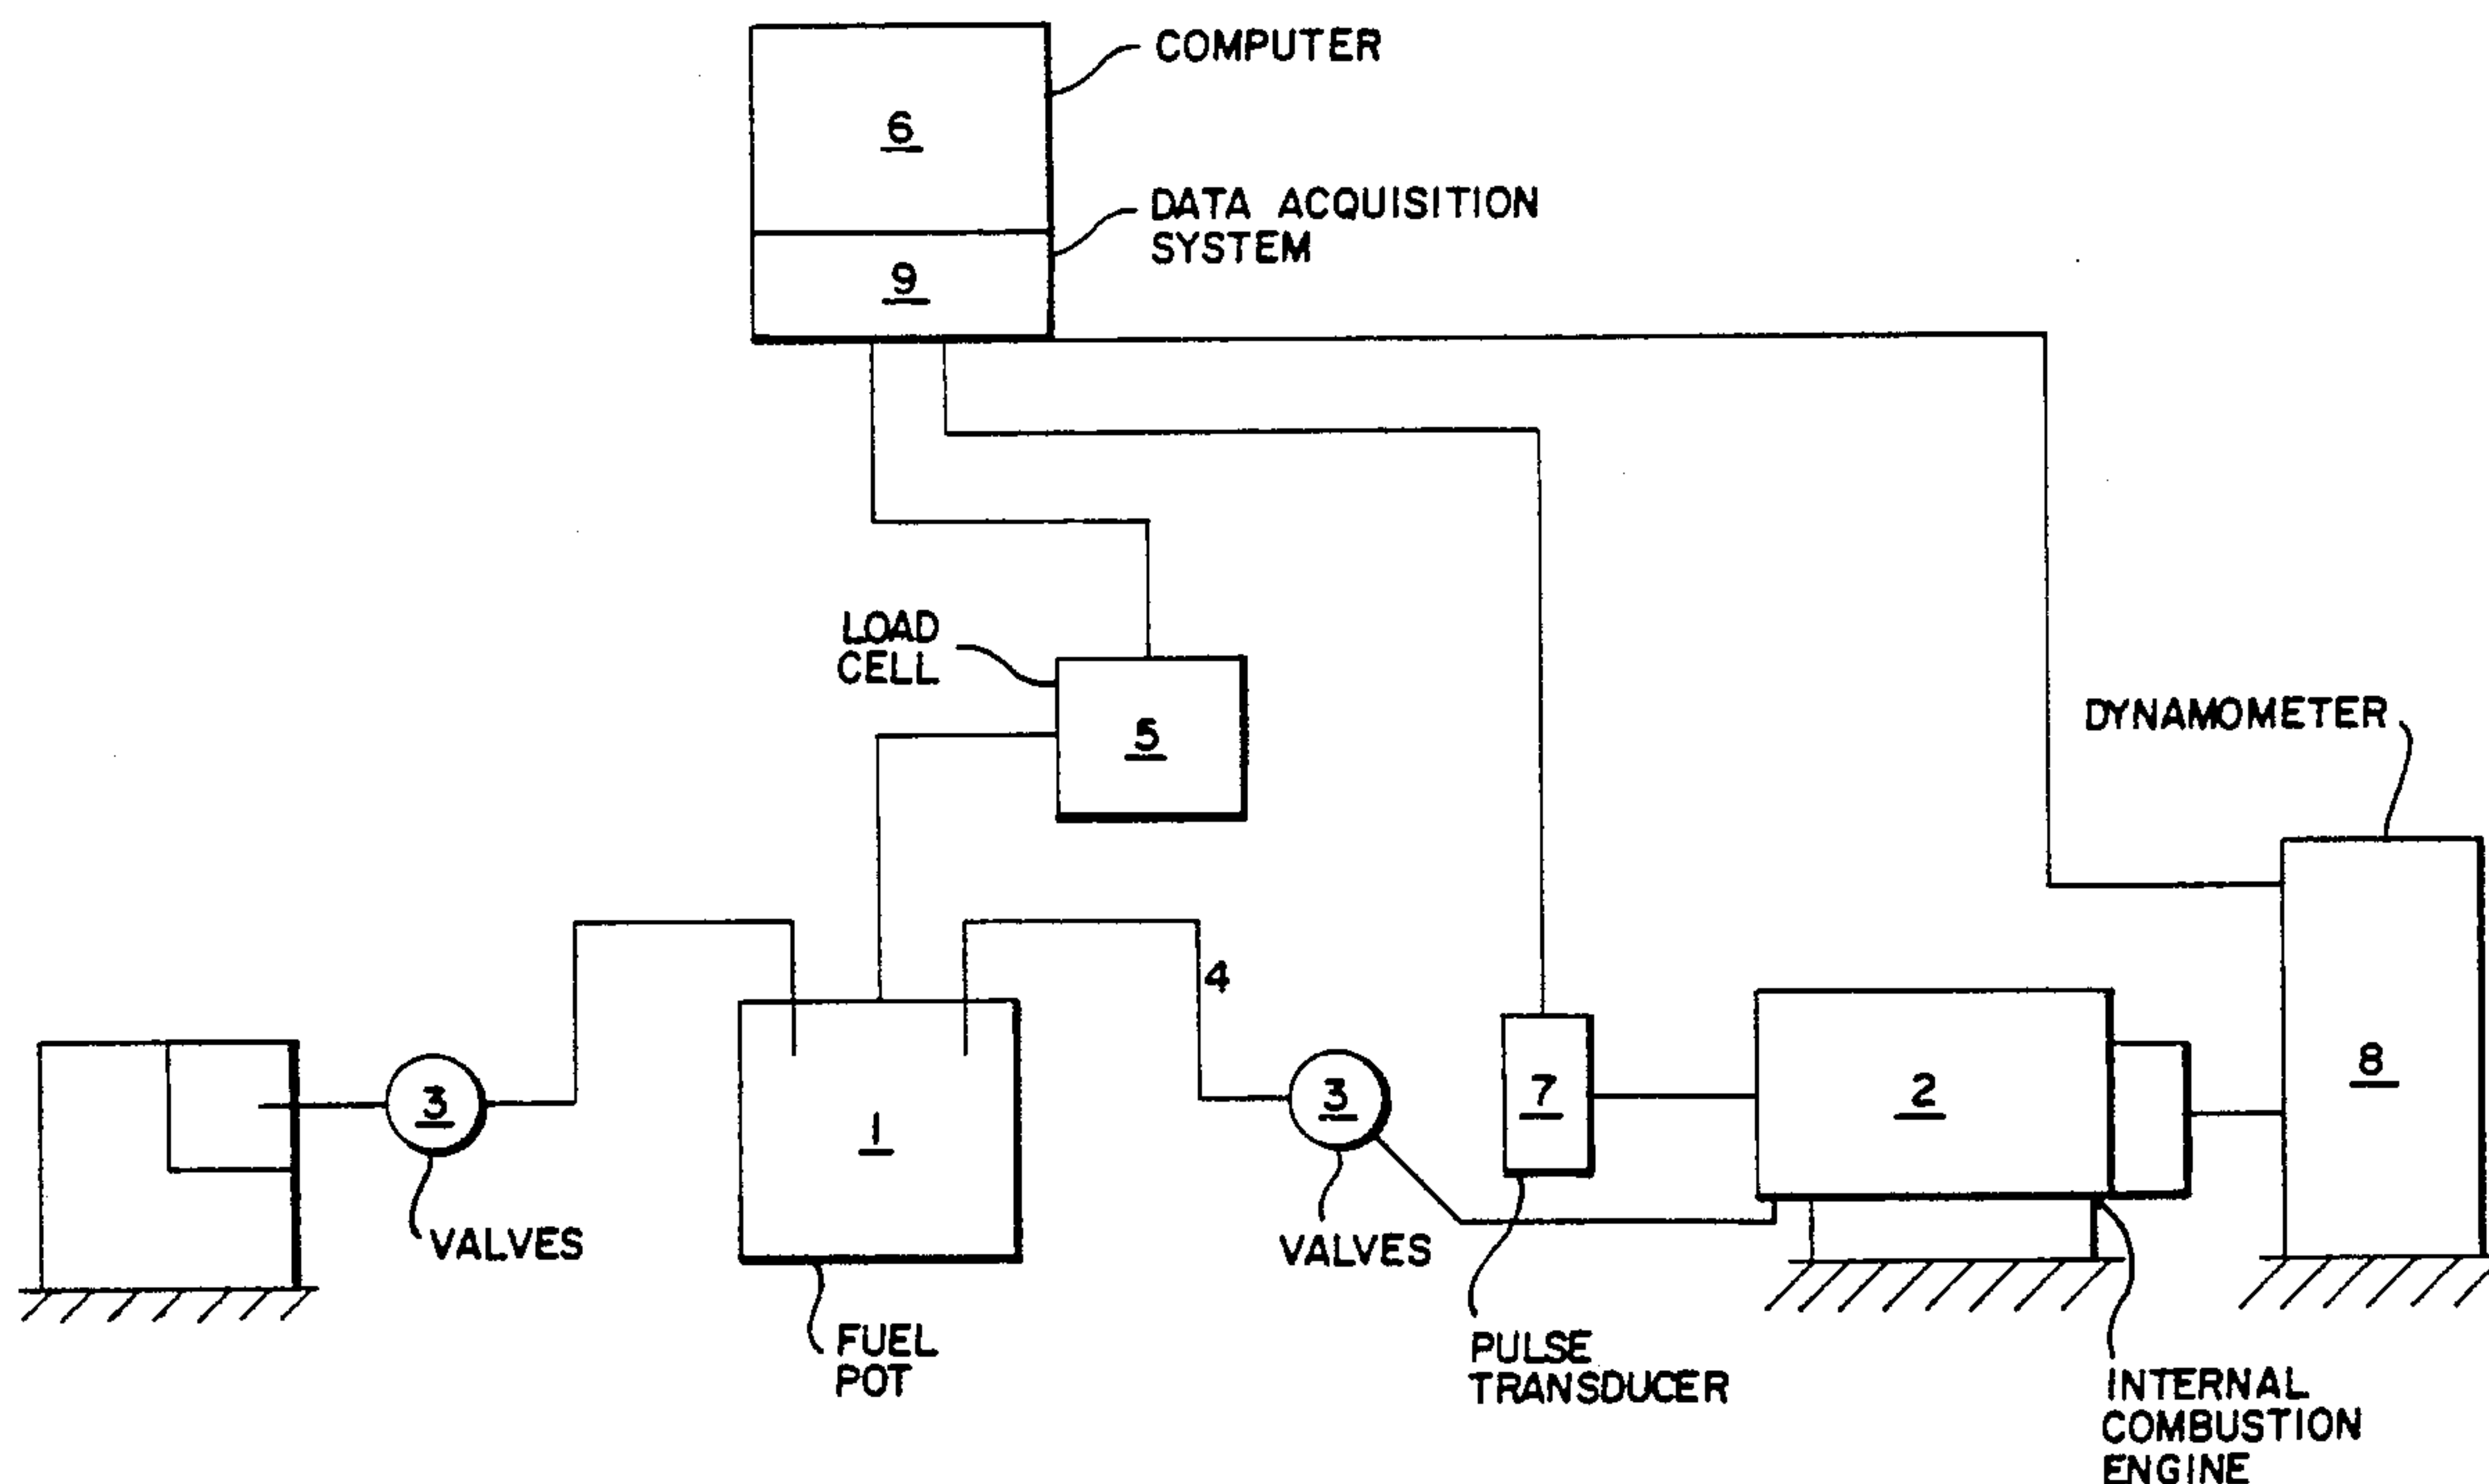 COMPUTER
6
DATA ACQUISITION
SYSTEM
9
LOAD
CELL
5
DYNAMOMETER
4
3
1
3
7
2
8
VALVES
VALVES
FUEL
POT
PULSE
TRANSDUCER
INTERNAL
COMBUSTION
ENGINE